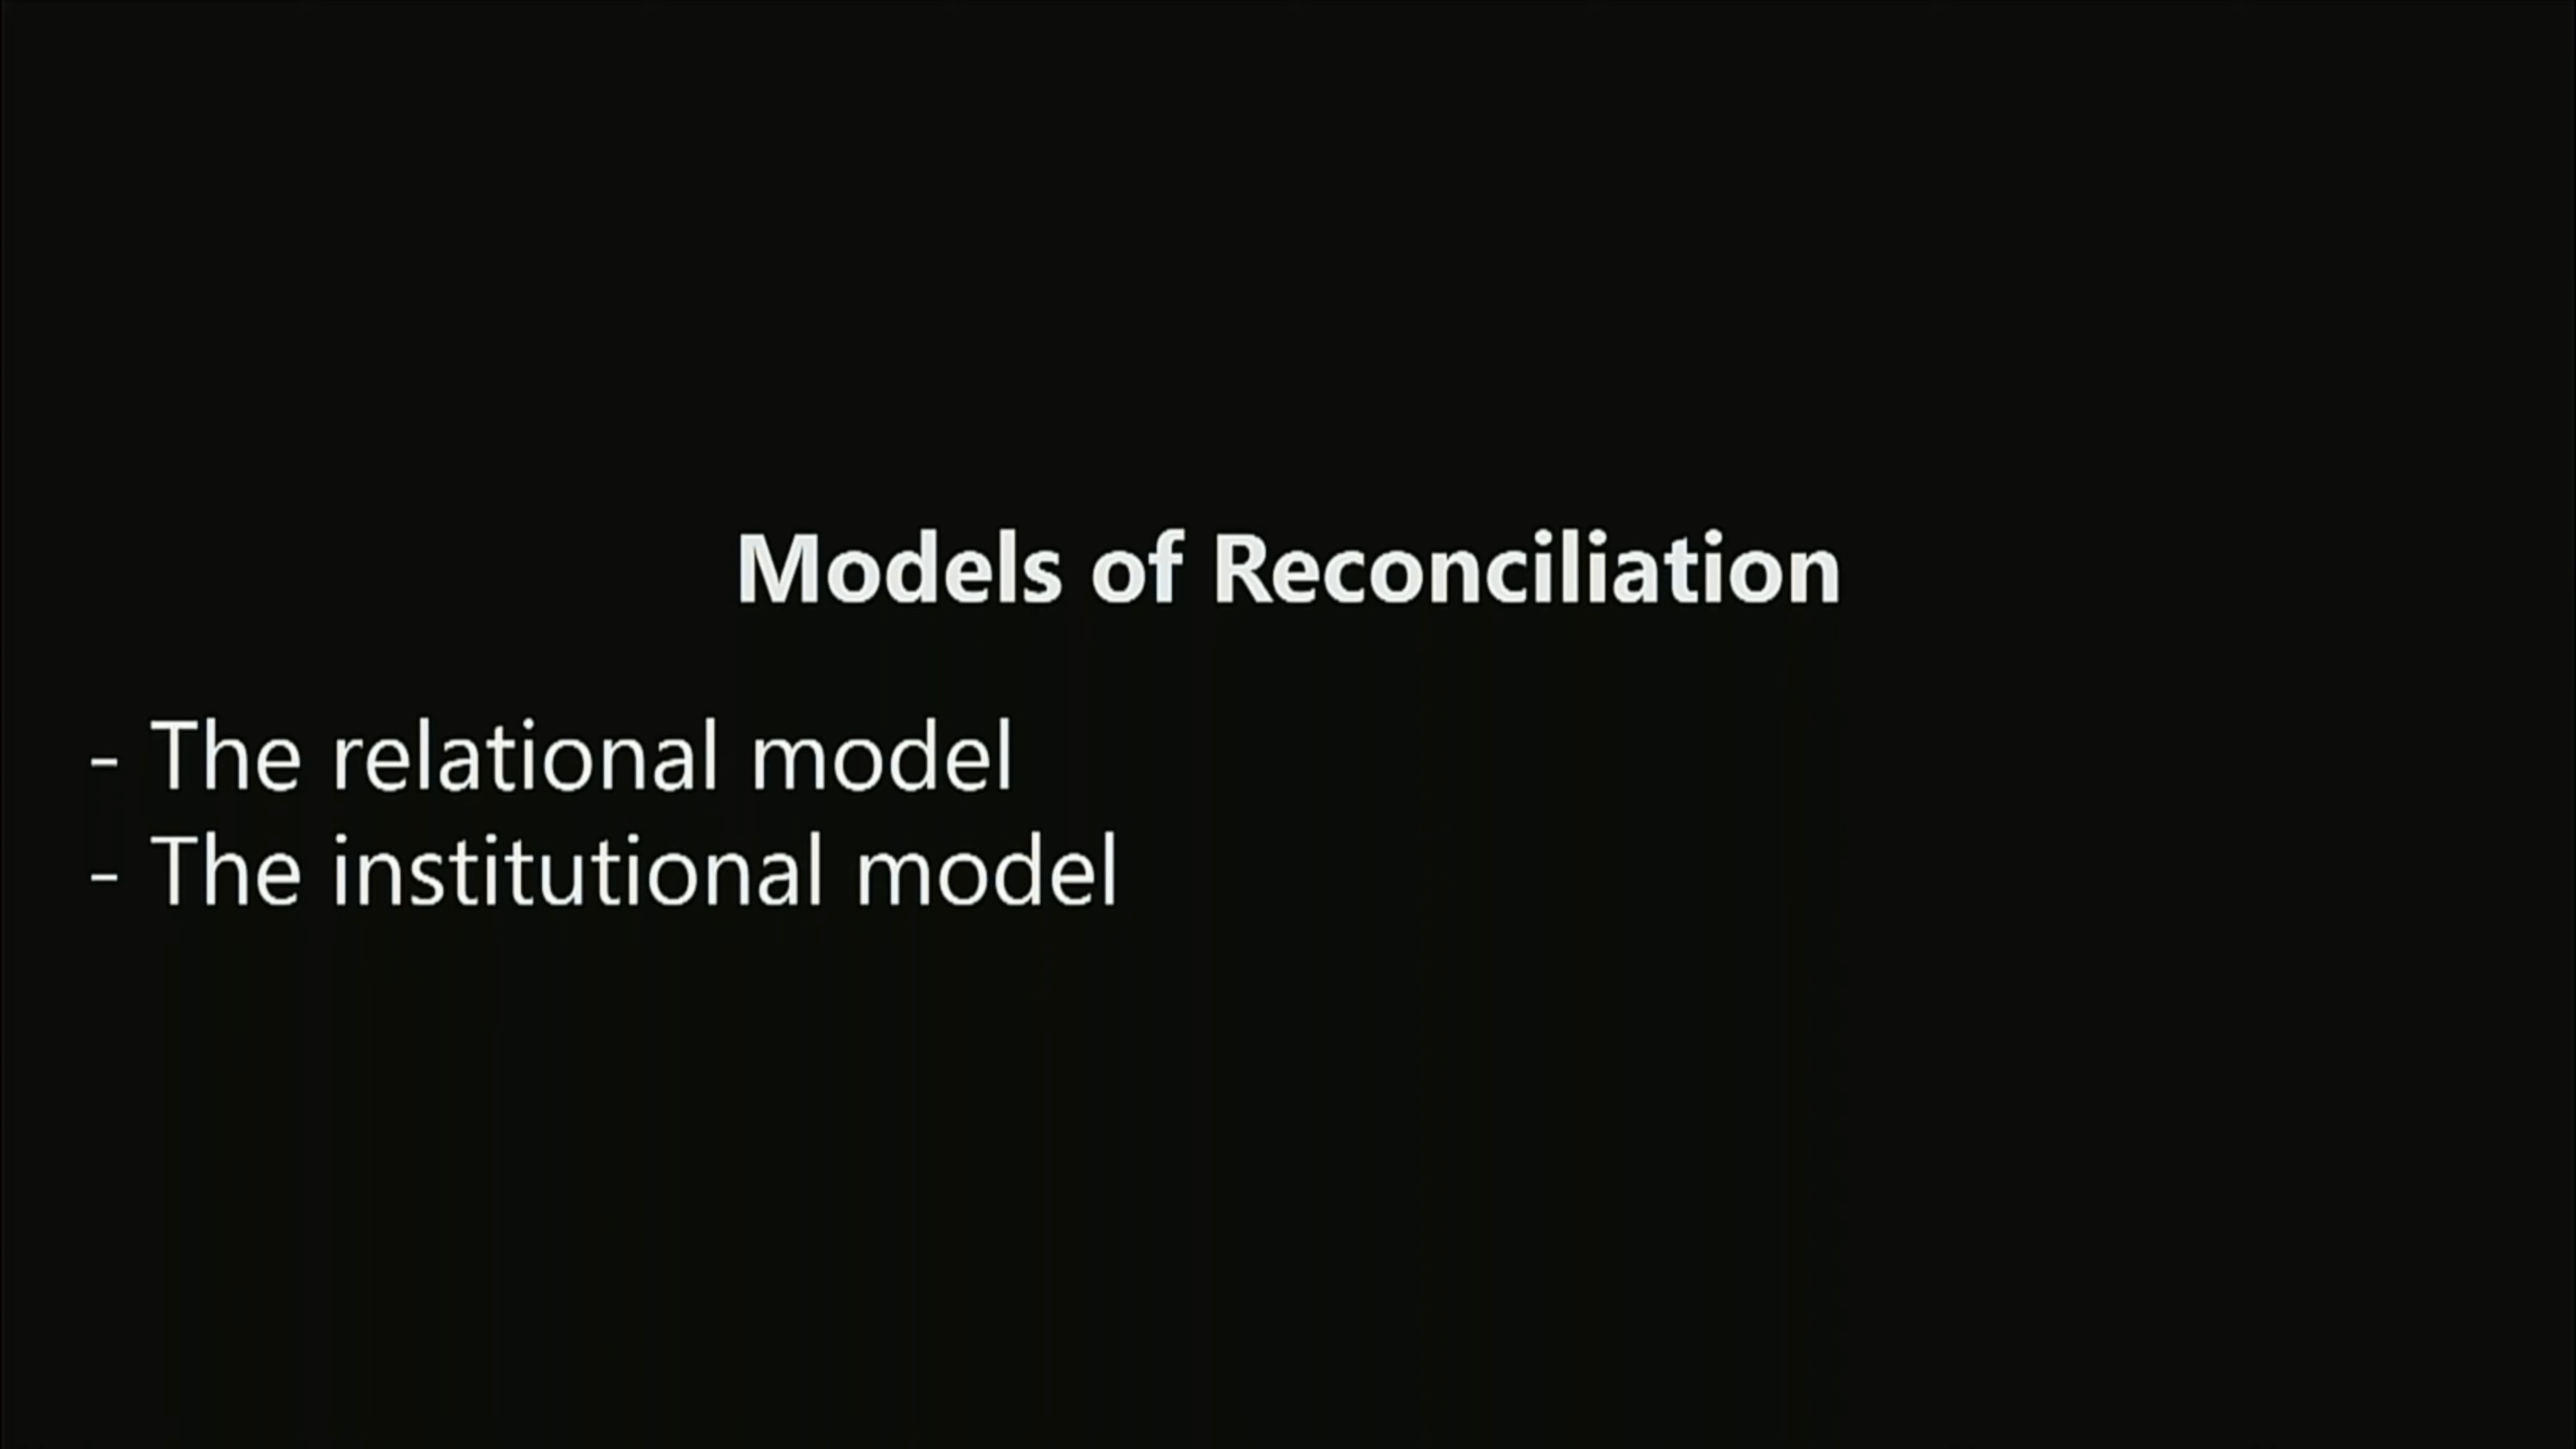 Models of Reconciliation
- The relational model
- The institutional model